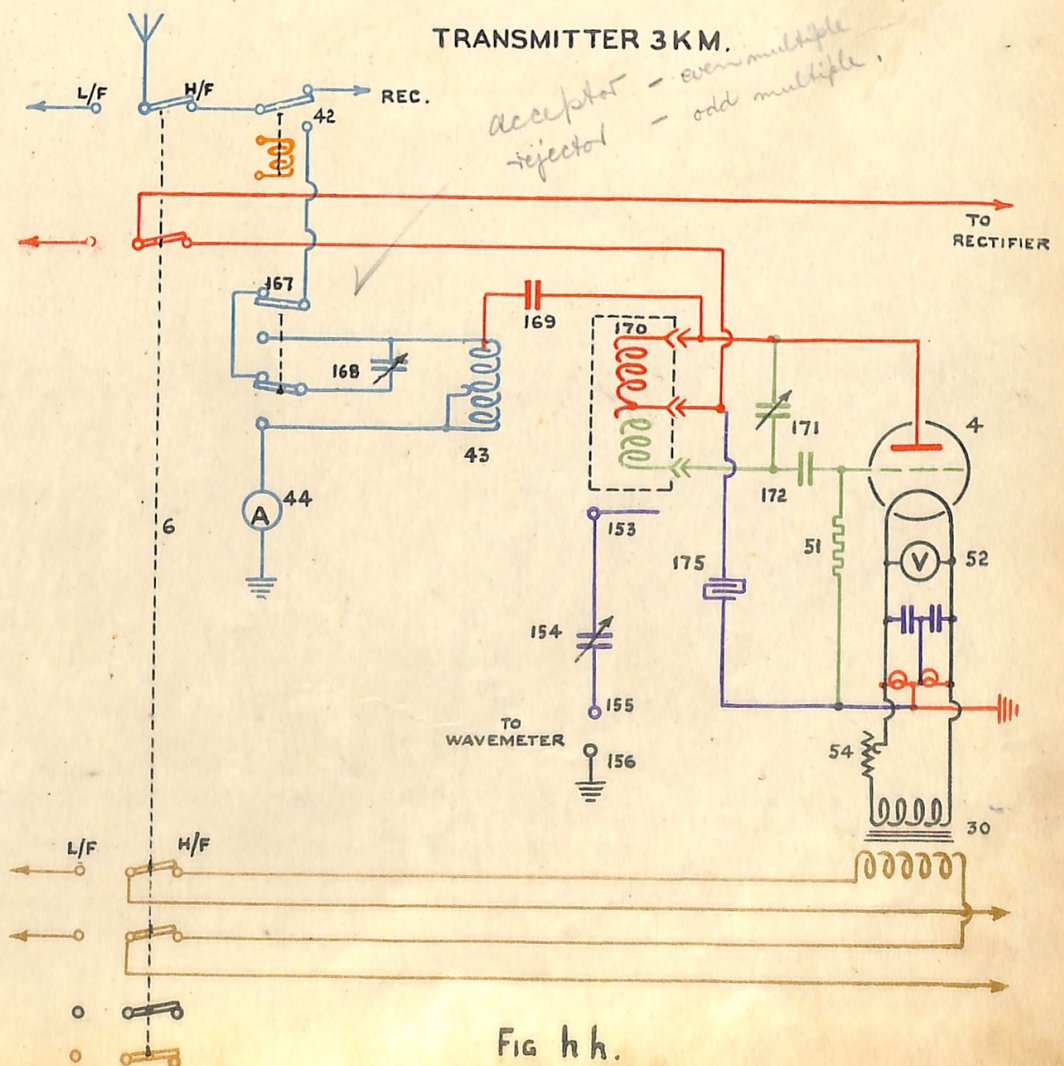 TRANSMITTER 3KM.
acceptor - even multiple
rejector - odd multiple.
L/F
H/F
REC.
42
TO
RECTIFIER
167
169
170
168
43
171
4
44
A
172
6
153
51
V
52
175
154
155
TO
WAVEMETER
156
54
30
L/F
H/F
FIG hh.